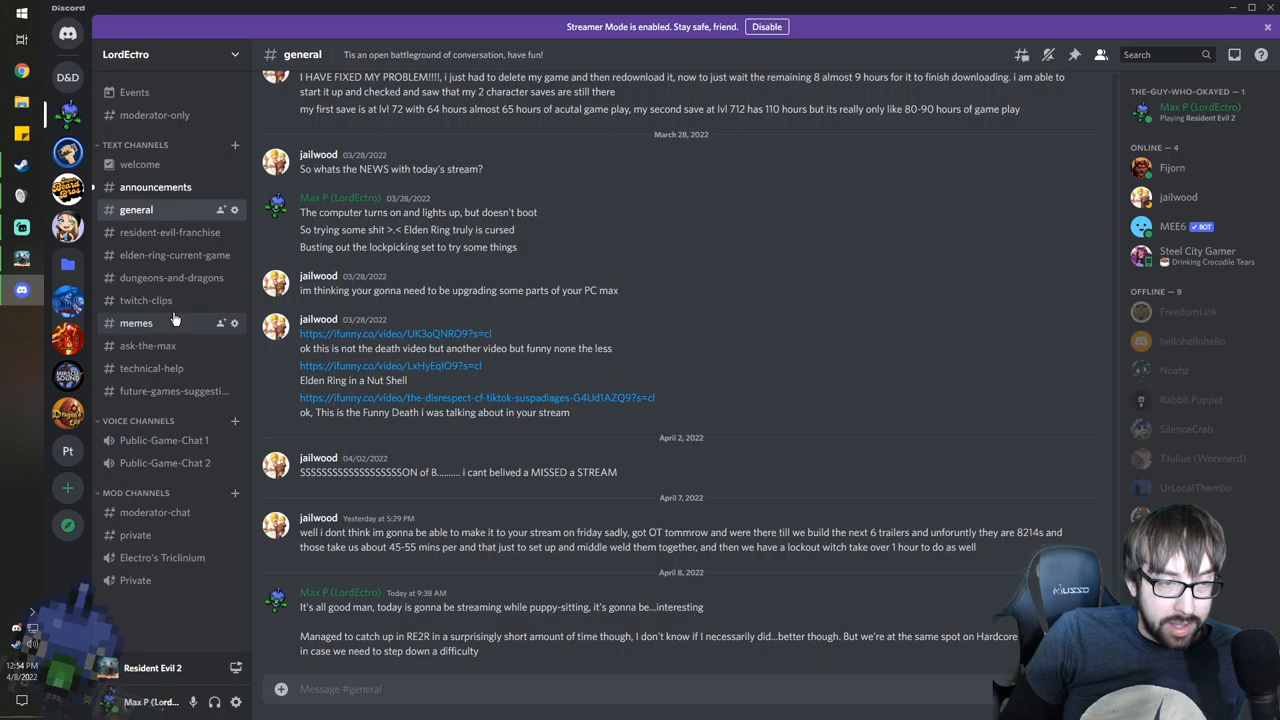 Discord
Streamer Mode is enabled. Stay safe, friend.
Disable
LordEctro
general
Tis an open battleground of conversation, have fun!
Search
D&D
Pt
Events
moderator-only
TEXT CHANNELS
welcome
announcements
general
resident-evil-franchise
elden-ring-current-game
dungeons-and-dragons
twitch-clips
memes
ask-the-max
technical-help
future-games-suggesti...
VOICE CHANNELS
Public-Game-Chat 1
Public-Game-Chat 2
MOD CHANNELS
moderator-chat
private
Electro's Triclinium
Private
Resident Evil 2
Max P (Lord...
12:54 PM
4/8/2022
I HAVE FIXED MY PROBLEM!!!!, i just had to delete my game and then redownload it, now to just wait the remaining 8 almost 9 hours for it to finish downloading. i am able to
start it up and checked and saw that my 2 character saves are still there
my first save is at lvl 72 with 64 hours almost 65 hours of acutal game play, my second save at lvl 712 has 110 hours but its really only like 80-90 hours of game play
March 28, 2022
jailwood 03/28/2022
So whats the NEWS with today's stream?
Max P (LordEctro) 03/28/2022
The computer turns on and lights up, but doesn't boot
So trying some shit >.< Elden Ring truly is cursed
Busting out the lockpicking set to try some things
jailwood 03/28/2022
im thinking your gonna need to be upgrading some parts of your PC max
jailwood 03/28/2022
https://ifunny.co/video/UK3oQNRO9?s=cl
ok this is not the death video but another video but funny none the less
https://ifunny.co/video/LxHyEqIO9?s=cl
Elden Ring in a Nut Shell
https://ifunny.co/video/the-disrespect-cf-tiktok-suspadiages-G4Ud1AZQ9?s=cl
ok, This is the Funny Death i was talking about in your stream
April 2, 2022
jailwood 04/02/2022
SSSSSSSSSSSSSSSSSSSON of B.......... i cant belived a MISSED a STREAM
April 7, 2022
jailwood Yesterday at 5:29 PM
well i dont think im gonna be able to make it to your stream on friday sadly, got OT tommrow and were there till we build the next 6 trailers and unforuntly they are 8214s and
those take us about 45-55 mins per and that just to set up and middle weld them together, and then we have a lockout witch take over 1 hour to do as well
April 8, 2022
Max P (LordEctro) Today at 9:38 AM
It's all good man, today is gonna be streaming while puppy-sitting, it's gonna be...interesting
Managed to catch up in RE2R in a surprisingly short amount of time though, I don't know if I necessarily did...better though. But we're at the same spot on Hardcore
in case we need to step down a difficulty
Message #general
THE-GUY-WHO-OKAYED — 1
Max P (LordEctro)
Playing Resident Evil 2
ONLINE — 4
Fijorn
jailwood
MEE6 BOT
Steel City Gamer
Drinking Crocodile Tears
OFFLINE — 9
FreedomLink
hellohellohello
Noahz
Rabbit Puppet
SilenceCrab
TJulius (Worknerd)
UrLocalThembo
MUSSO